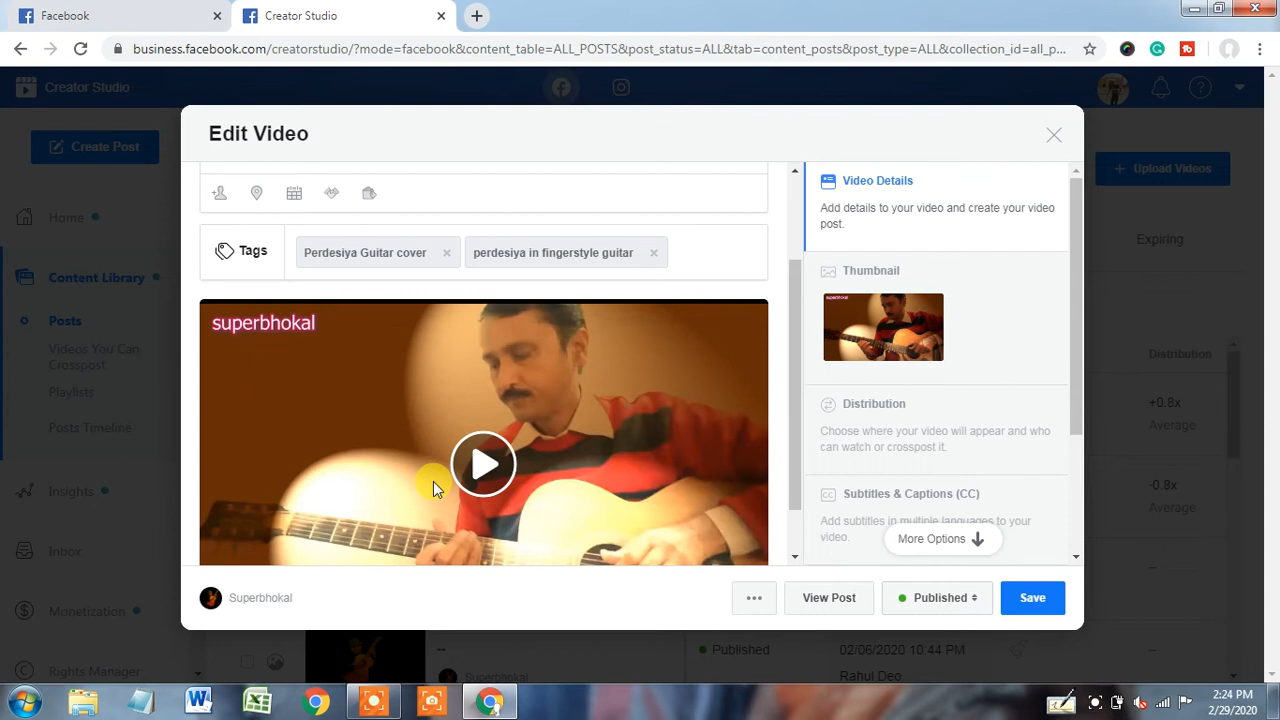 Facebook
Creator Studio
business.facebook.com/creatorstudio/?mode=facebook&content_table=ALL_POSTS&post_status=ALL&tab=content_posts&post_type=ALL&collection_id=all_p...
Creator Studio
Create Post
Upload Videos
Home
Content Library
Posts
Videos You Can
Crosspost
Playlists
Posts Timeline
Insights
Inbox
Monetization
Rights Manager
Edit Video
Tags
Perdesiya Guitar cover
perdesiya in fingerstyle guitar
superbhokal
Video Details
Add details to your video and create your video
post.
Thumbnail
Distribution
Choose where your video will appear and who
can watch or crosspost it.
Subtitles & Captions (CC)
Add subtitles in multiple languages to your
video.
More Options
Superbhokal
...
View Post
Published
Save
Expiring
Distribution
+0.8x
Average
-0.8x
Average
--
--
--
Superbhokal
Published
02/06/2020 10:44 PM
Rahul Deo
--
2:24 PM
2/29/2020